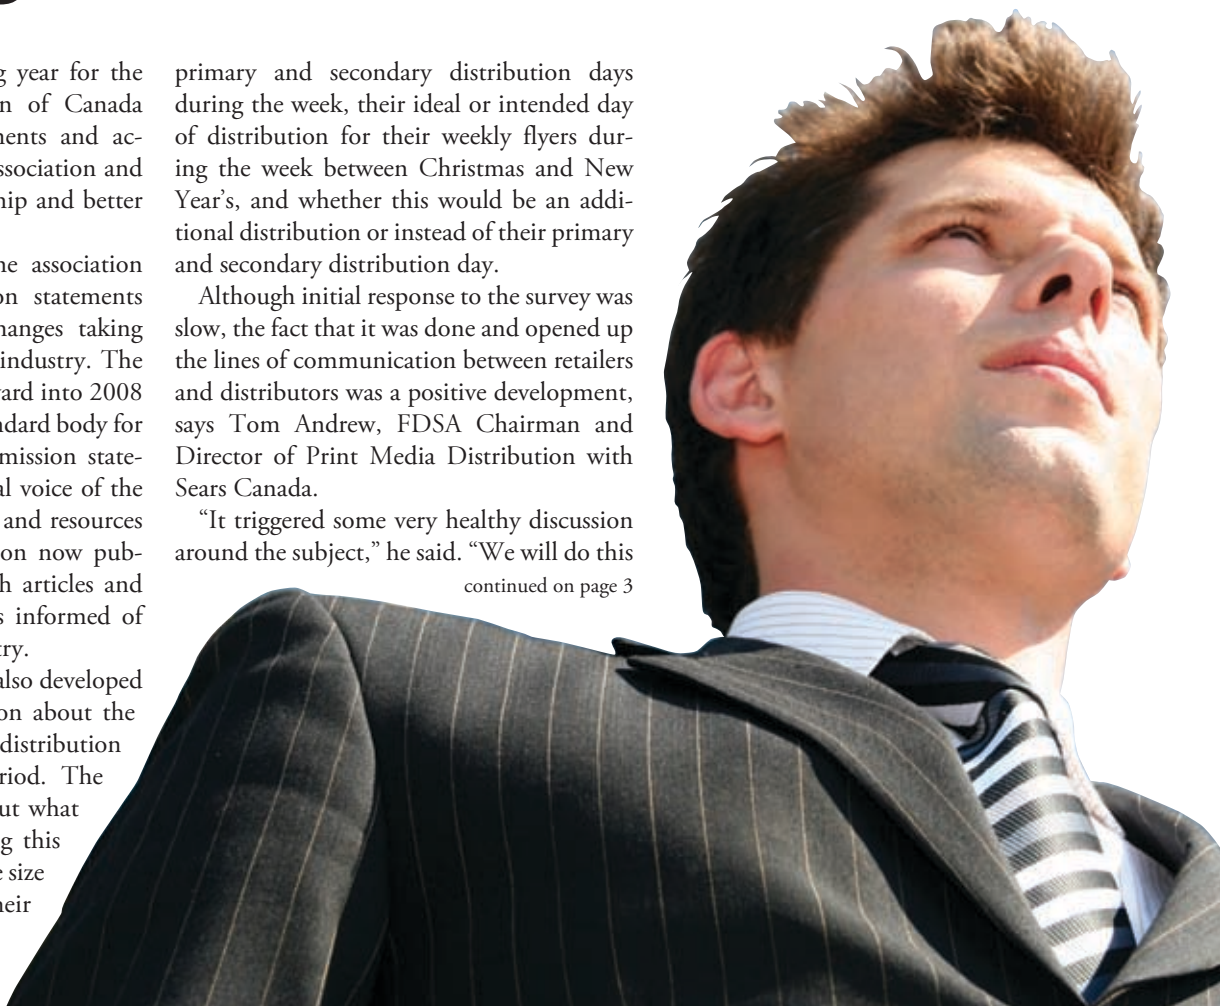 g year for the
n of Canada
ments and ac-
ssociation and
hip and better
he association
on statements
hanges taking
industry. The
ard into 2008
ndard body for
mission state-
al voice of the
and resources
on now pub-
h articles and
s informed of
try.
also developed
on about the
distribution
riod. The
ut what
g this
e size
heir
primary and secondary distribution days
during the week, their ideal or intended day
of distribution for their weekly flyers dur-
ing the week between Christmas and New
Year’s, and whether this would be an addi-
tional distribution or instead of their primary
and secondary distribution day.
Although initial response to the survey was
slow, the fact that it was done and opened up
the lines of communication between retailers
and distributors was a positive development,
says Tom Andrew, FDSA Chairman and
Director of Print Media Distribution with
Sears Canada.
“It triggered some very healthy discussion
around the subject,” he said. “We will do this
continued on page 3